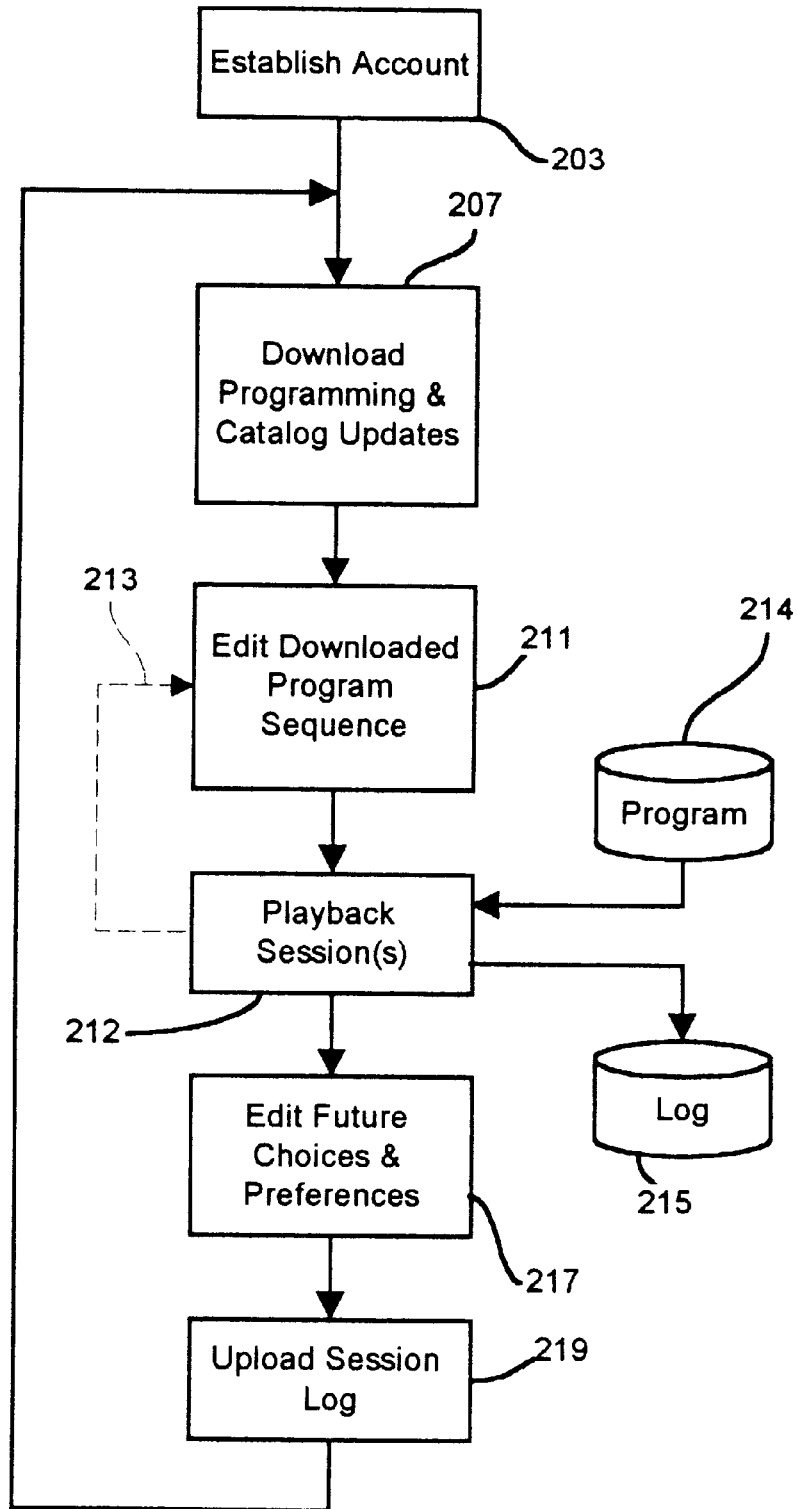 Establish Account
203
207
Download
Programming &
Catalog Updates
213
214
Edit Downloaded
Program
Sequence
211
Program
Playback
Session(s)
212
Log
215
Edit Future
Choices &
Preferences
217
Upload Session
Log
219